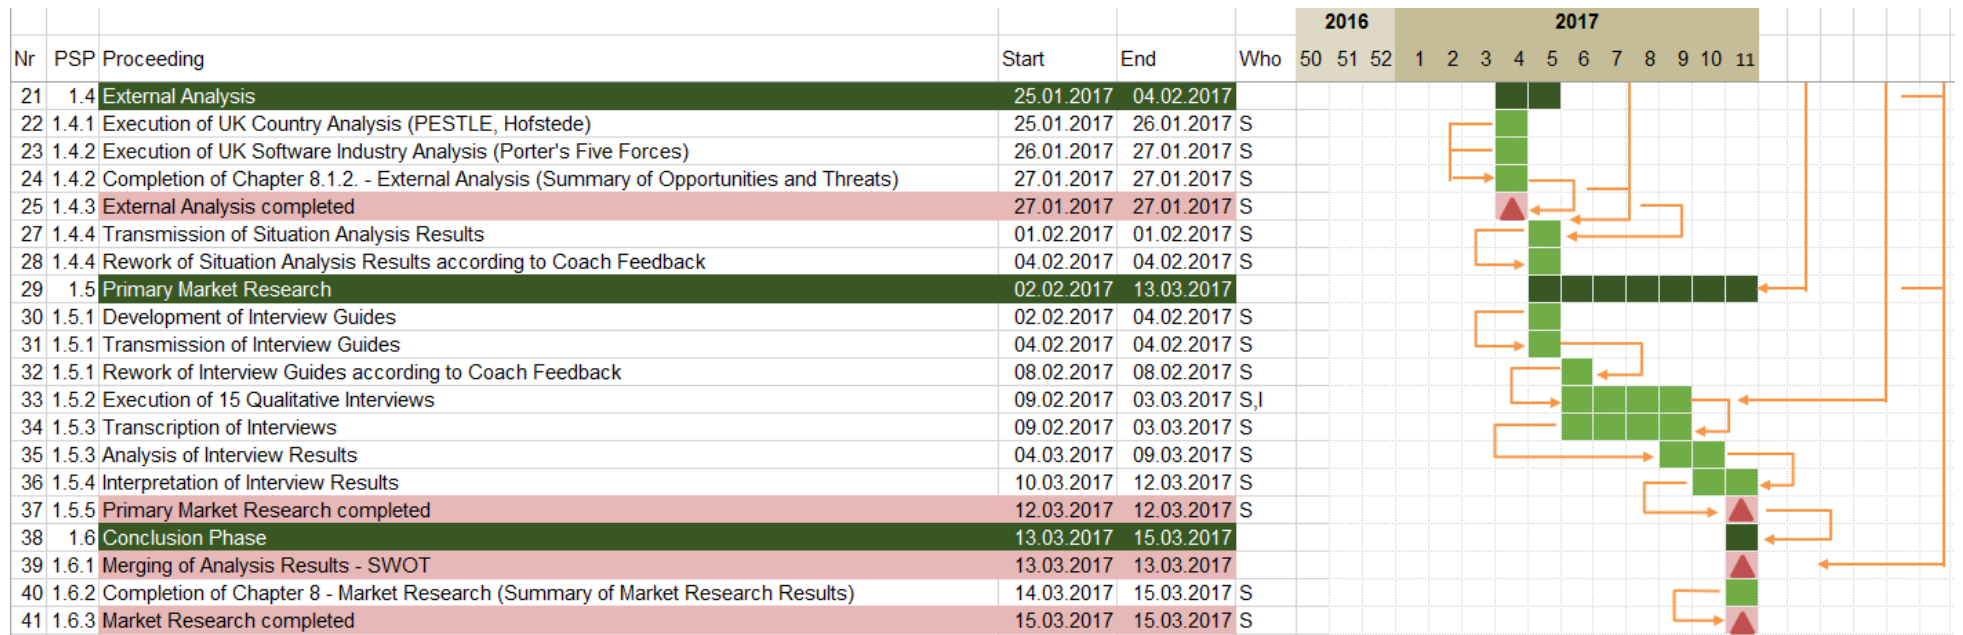 2016 2017
Nr PSP Proceeding Start End Who 50 51 52 1 2 3 4 5 6 7 8 9 10 11
21 1.4 External Analysis 25.01.2017 04.02.2017
22 1.4.1 Execution of UK Country Analysis (PESTLE, Hofstede) 25.01.2017 26.01.2017 S
23 1.4.2 Execution of UK Software Industry Analysis (Porter's Five Forces) 26.01.2017 27.01.2017 S
24 1.4.2 Completion of Chapter 8.1.2. - External Analysis (Summary of Opportunities and Threats) 27.01.2017 27.01.2017 S
25 1.4.3 External Analysis completed 27.01.2017 27.01.2017 S
27 1.4.4 Transmission of Situation Analysis Results 01.02.2017 01.02.2017 S
28 1.4.4 Rework of Situation Analysis Results according to Coach Feedback 04.02.2017 04.02.2017 S
29 1.5 Primary Market Research 02.02.2017 13.03.2017
30 1.5.1 Development of Interview Guides 02.02.2017 04.02.2017 S
31 1.5.1 Transmission of Interview Guides 04.02.2017 04.02.2017 S
32 1.5.1 Rework of Interview Guides according to Coach Feedback 08.02.2017 08.02.2017 S
33 1.5.2 Execution of 15 Qualitative Interviews 09.02.2017 03.03.2017 S,I
34 1.5.3 Transcription of Interviews 09.02.2017 03.03.2017 S
35 1.5.3 Analysis of Interview Results 04.03.2017 09.03.2017 S
36 1.5.4 Interpretation of Interview Results 10.03.2017 12.03.2017 S
37 1.5.5 Primary Market Research completed 12.03.2017 12.03.2017 S
38 1.6 Conclusion Phase 13.03.2017 15.03.2017
39 1.6.1 Merging of Analysis Results - SWOT 13.03.2017 13.03.2017
40 1.6.2 Completion of Chapter 8 - Market Research (Summary of Market Research Results) 14.03.2017 15.03.2017 S
41 1.6.3 Market Research completed 15.03.2017 15.03.2017 S